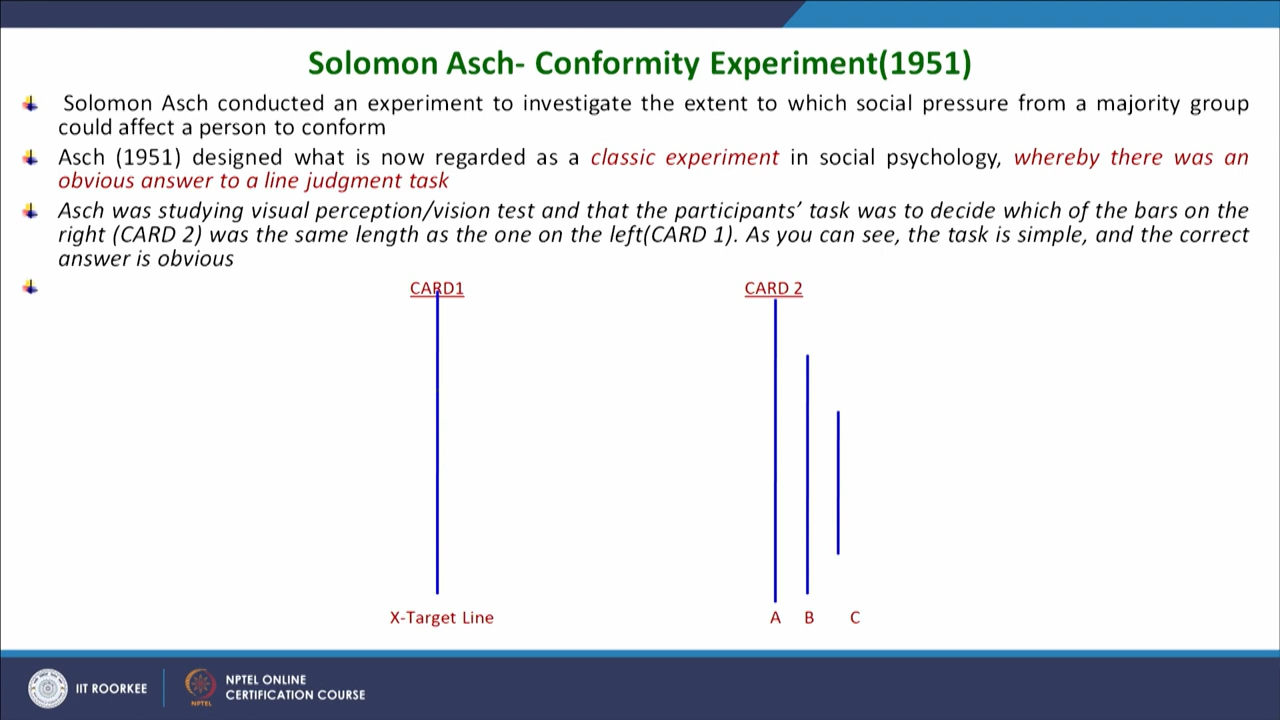 Solomon Asch- Conformity Experiment(1951)
Solomon Asch conducted an experiment to investigate the extent to which social pressure from a majority group
could affect a person to conform
Asch (1951) designed what is now regarded as a classic experiment in social psychology, whereby there was an
obvious answer to a line judgment task
Asch was studying visual perception/vision test and that the participants’ task was to decide which of the bars on the
right (CARD 2) was the same length as the one on the left(CARD 1). As you can see, the task is simple, and the correct
answer is obvious
CARD1
CARD 2
X-Target Line
A B C
IIT ROORKEE
NPTEL
NPTEL ONLINE
CERTIFICATION COURSE